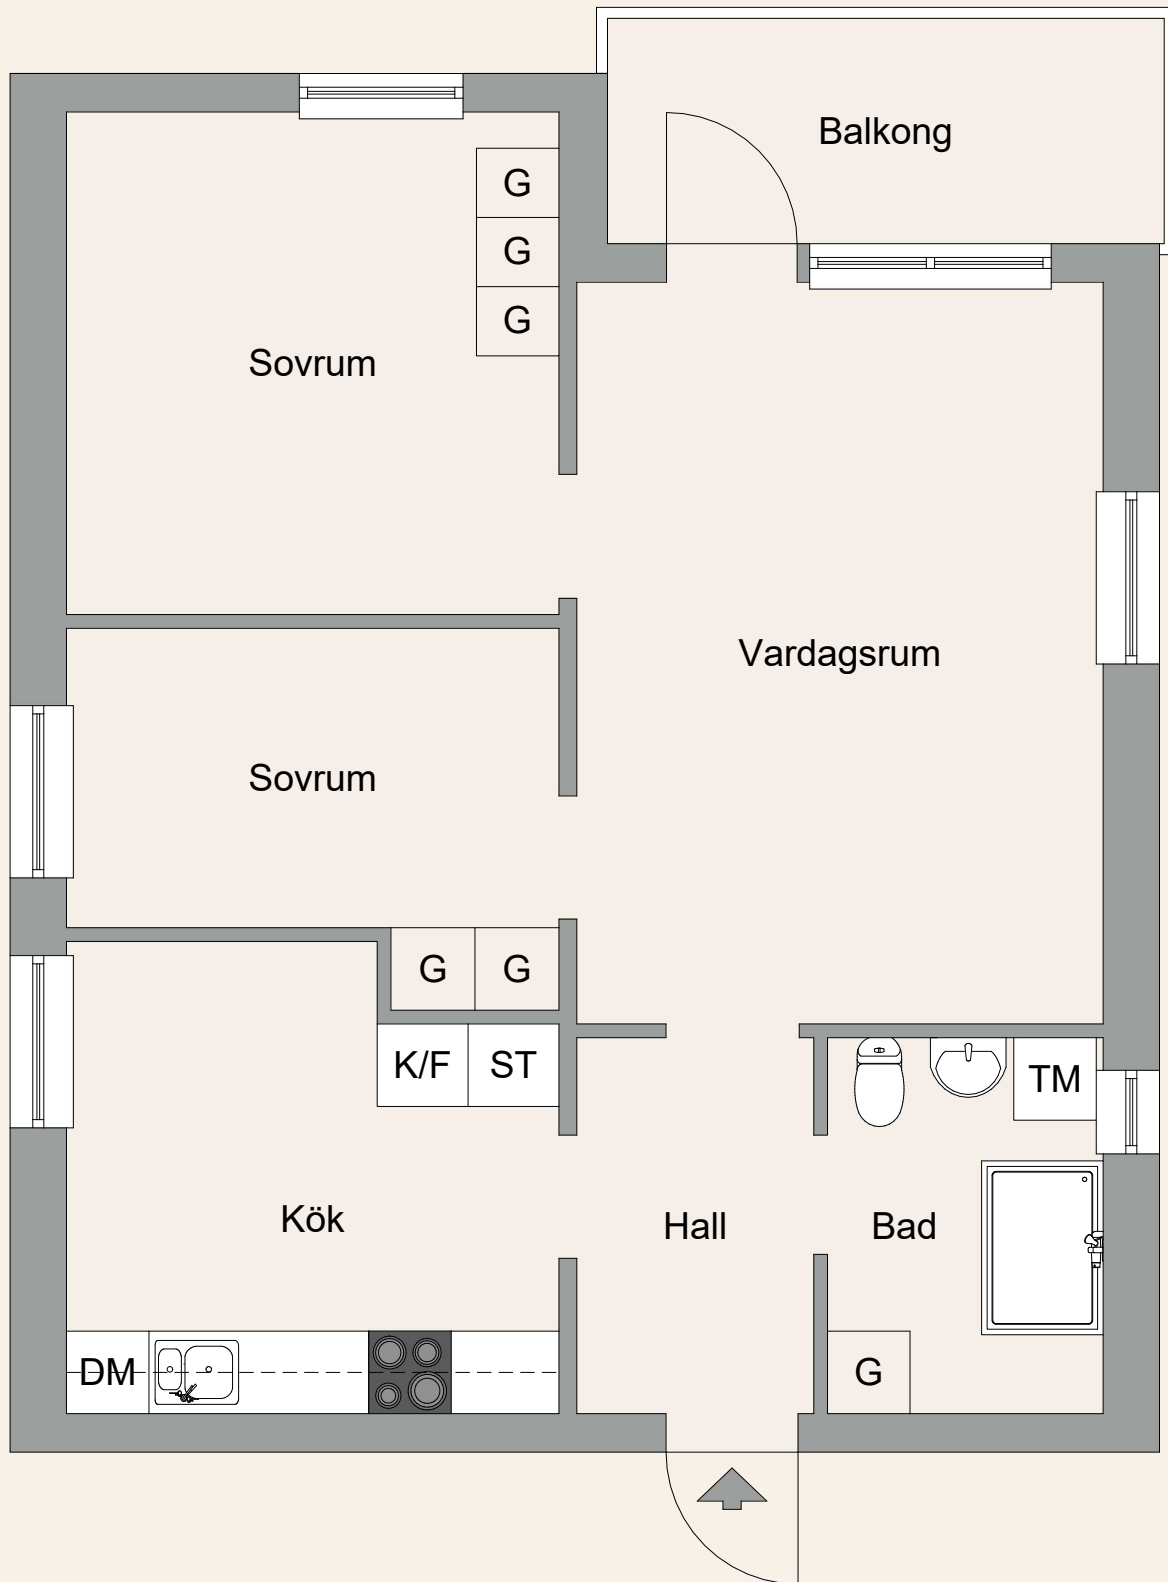 Balkong
G
G
G
Sovrum
Vardagsrum
Sovrum
G G
K/F ST
TM
Kök
Hall
Bad
DM
G